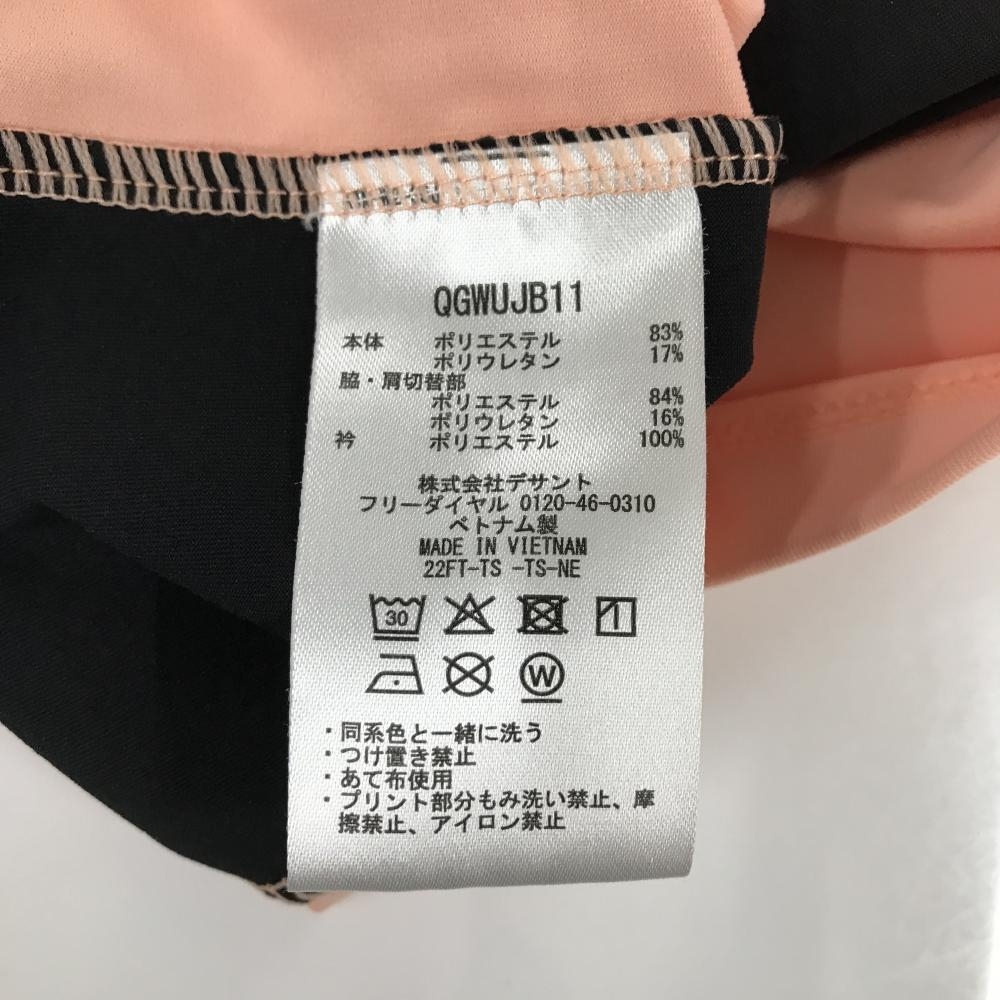 QGWUJB11
本体 ポリエステル 83%
ポリウレタン 17%
脇・肩切替部
ポリエステル 84%
ポリウレタン 16%
衿 ポリエステル 100%
株式会社デサント
フリーダイヤル 0120-46-0310
ベトナム製
MADE IN VIETNAM
22FT-TS -TS-NE
30
W
・同系色と一緒に洗う
・つけ置き禁止
・あて布使用
・プリント部分もみ洗い禁止、摩
擦禁止、アイロン禁止